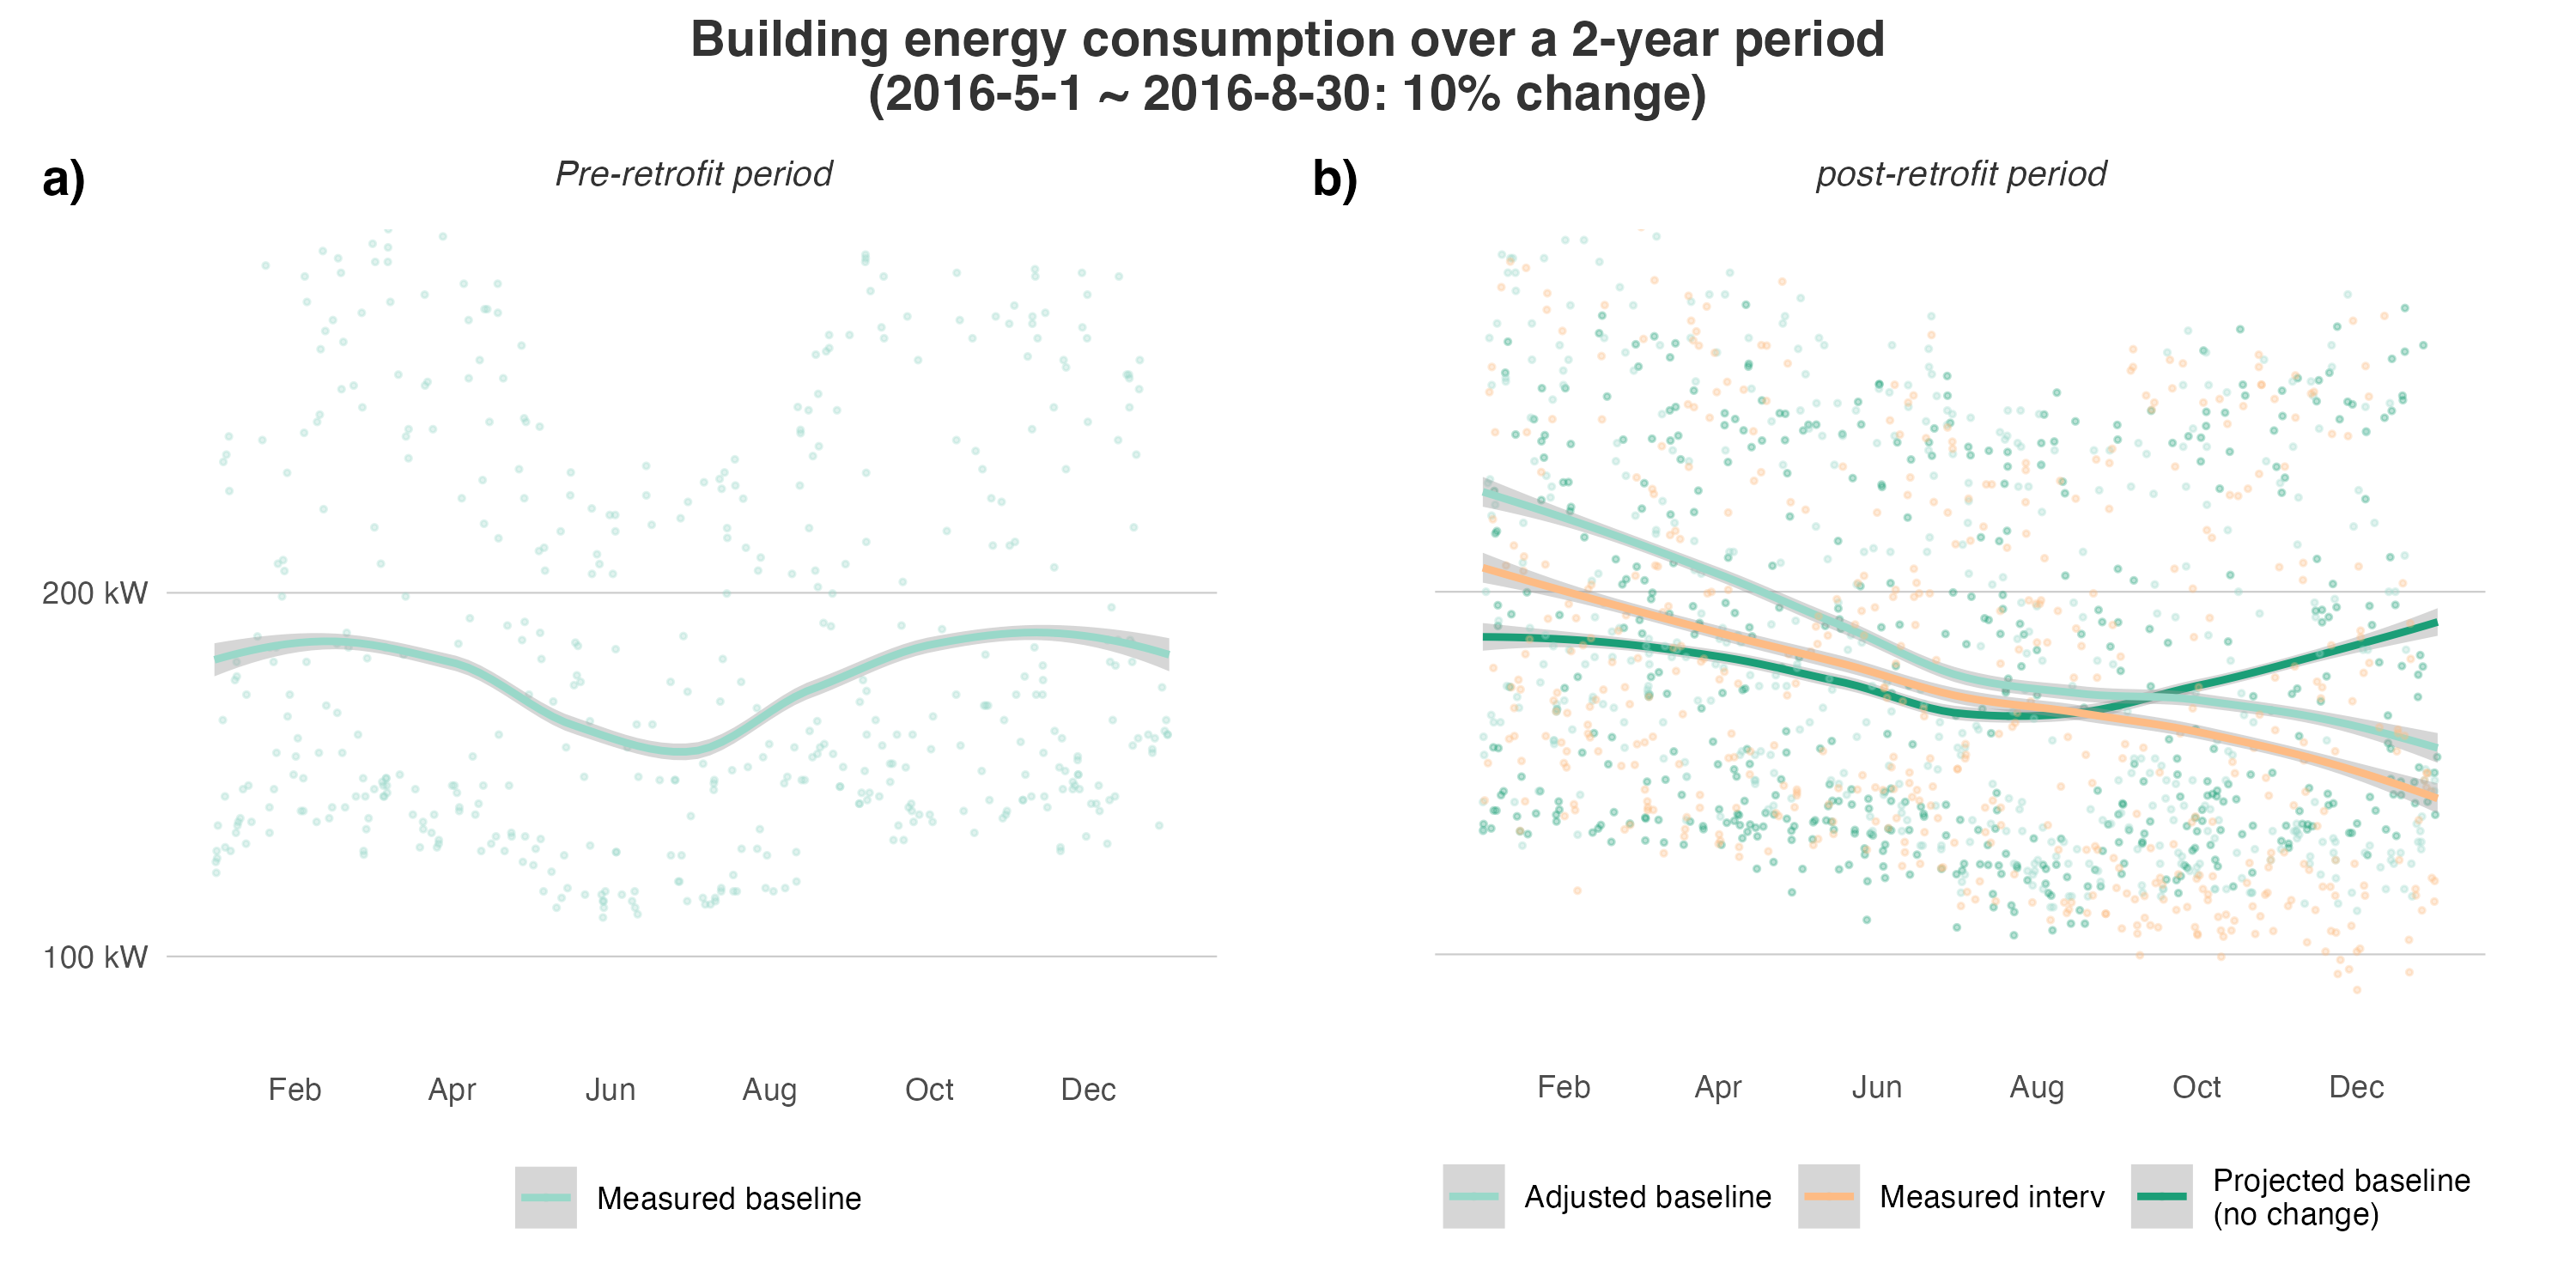 Building energy consumption over a 2-year period
(2016-5-1 ~ 2016-8-30: 10% change)
a)
Pre-retrofit period
200 kW
100 kW
Feb Apr Jun Aug Oct Dec
Measured baseline
b)
post-retrofit period
Feb Apr Jun Aug Oct Dec
Adjusted baseline
Measured interv
Projected baseline
(no change)